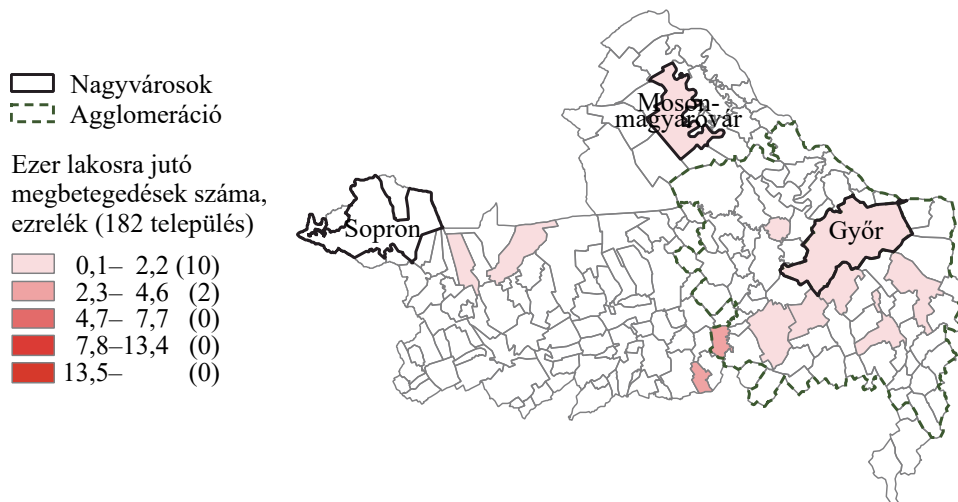 Nagyvárosok
Agglomeráció
Ezer lakosra jutó
megbetegedések száma,
ezrelék (182 település)
0,1– 2,2 (10)
2,3– 4,6 (2)
4,7– 7,7 (0)
7,8–13,4 (0)
13,5– (0)
Moson-
magyaróvár
Sopron
Győr